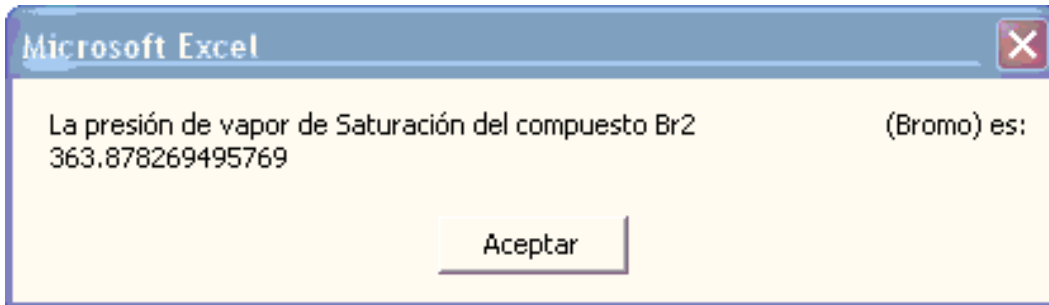 Microsoft Excel
La presión de vapor de Saturación del compuesto Br2 (Bromo) es:
363.878269495769
Aceptar